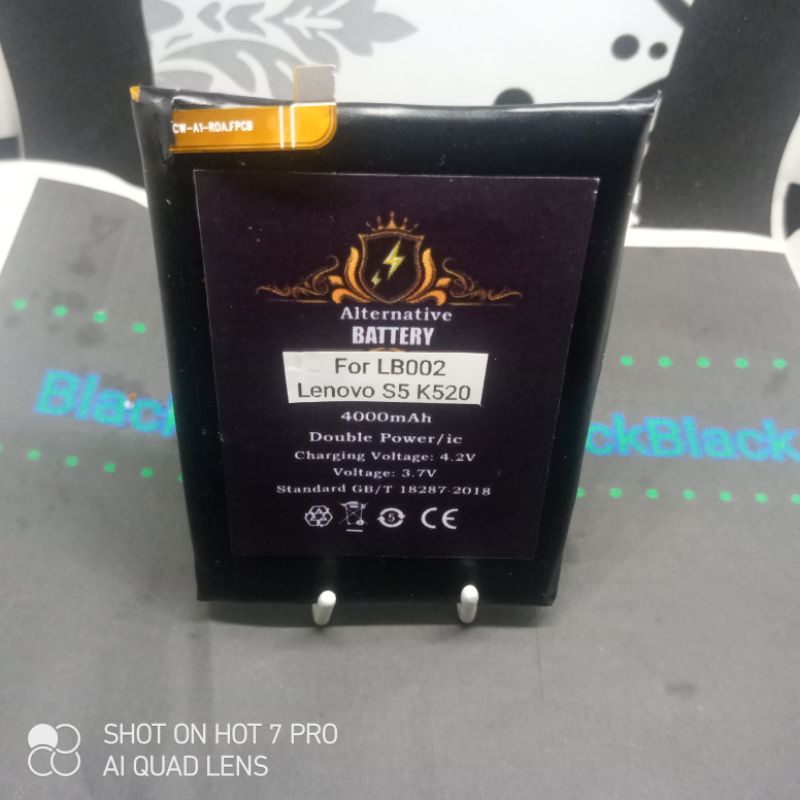 CW-A1-R0A.FPCB
Alternative
BATTERY
For LB002
Lenovo S5 K520
4000mAh
Double Power/ic
Charging Voltage: 4.2V
Voltage: 3.7V
Standard GB/T 18287-2018
5
CE
Black
ckBlack
SHOT ON HOT 7 PRO
AI QUAD LENS